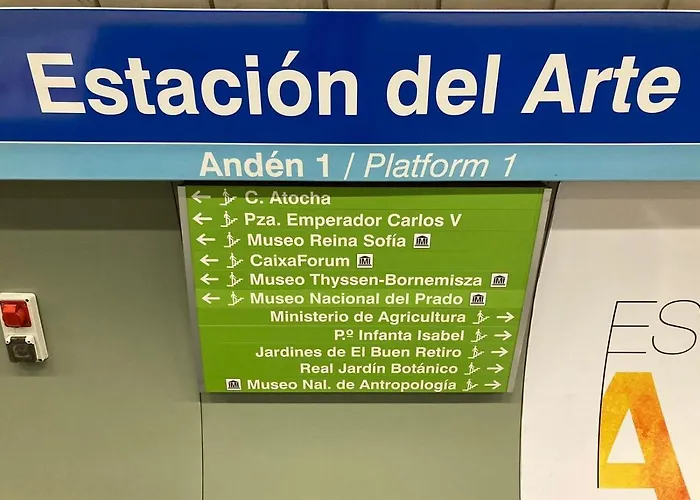 Estación del Arte
Andén 1 / Platform 1
← C. Atocha
← Pza. Emperador Carlos V
← Museo Reina Sofía
← CaixaForum
← Museo Thyssen-Bornemisza
← Museo Nacional del Prado
Ministerio de Agricultura →
P.º Infanta Isabel →
Jardines de El Buen Retiro →
Real Jardín Botánico →
Museo Nal. de Antropología →
ES
A